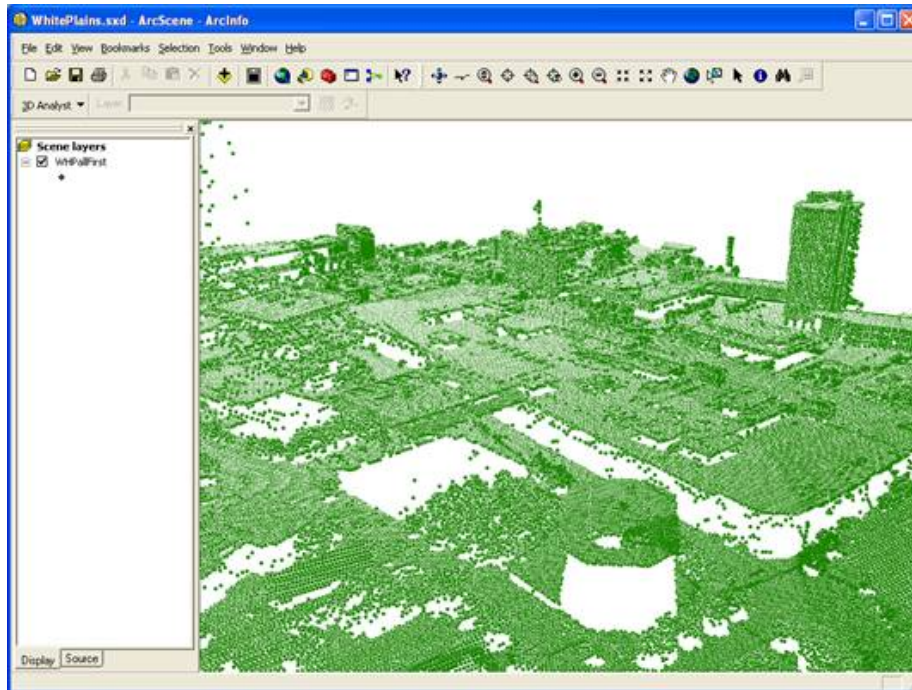 WhitePlains.sxd - ArcScene - ArcInfo
File Edit View Bookmarks Selection Tools Window Help
3D Analyst Layer:
Scene layers
WHPallFirst
Display Source